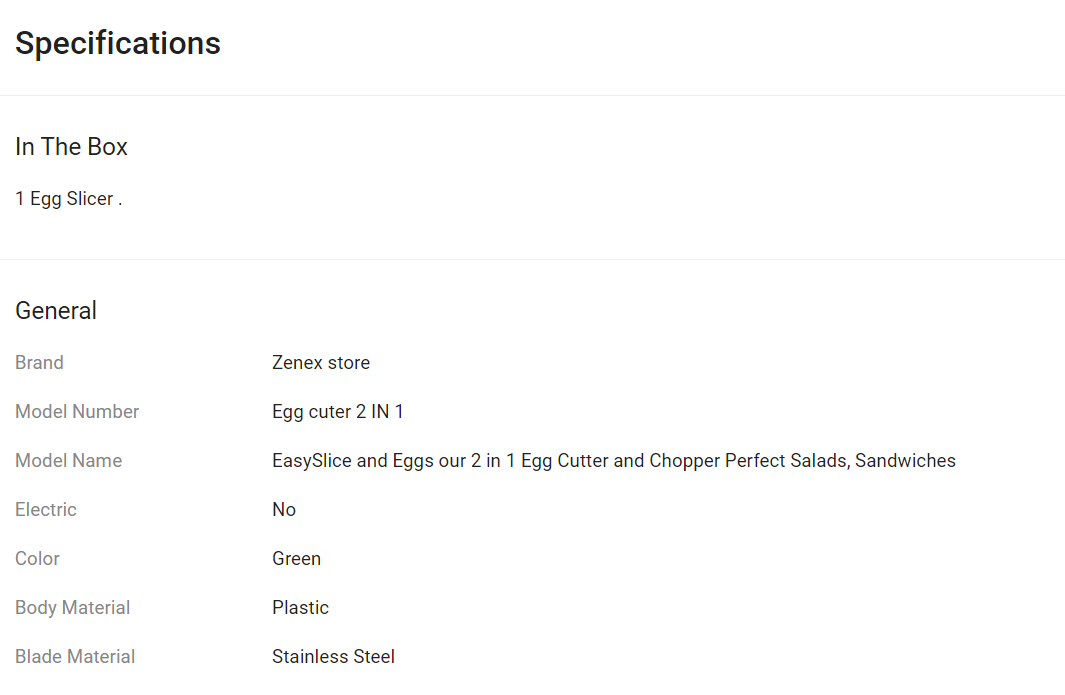 Specifications
In The Box
1 Egg Slicer .
General
Brand Zenex store
Model Number Egg cuter 2 IN 1
Model Name EasySlice and Eggs our 2 in 1 Egg Cutter and Chopper Perfect Salads, Sandwiches
Electric No
Color Green
Body Material Plastic
Blade Material Stainless Steel